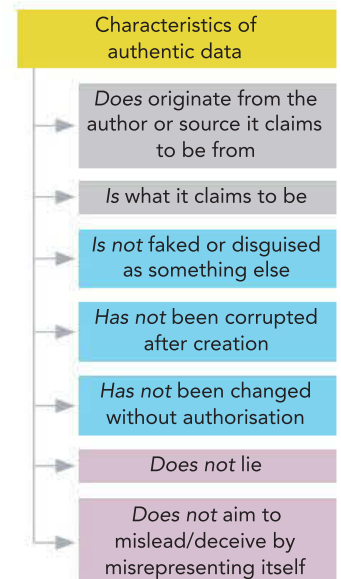 Characteristics of
authentic data
Does originate from the
author or source it claims
to be from
Is what it claims to be
Is not faked or disguised
as something else
Has not been corrupted
after creation
Has not been changed
without authorisation
Does not lie
Does not aim to
mislead/deceive by
misrepresenting itself